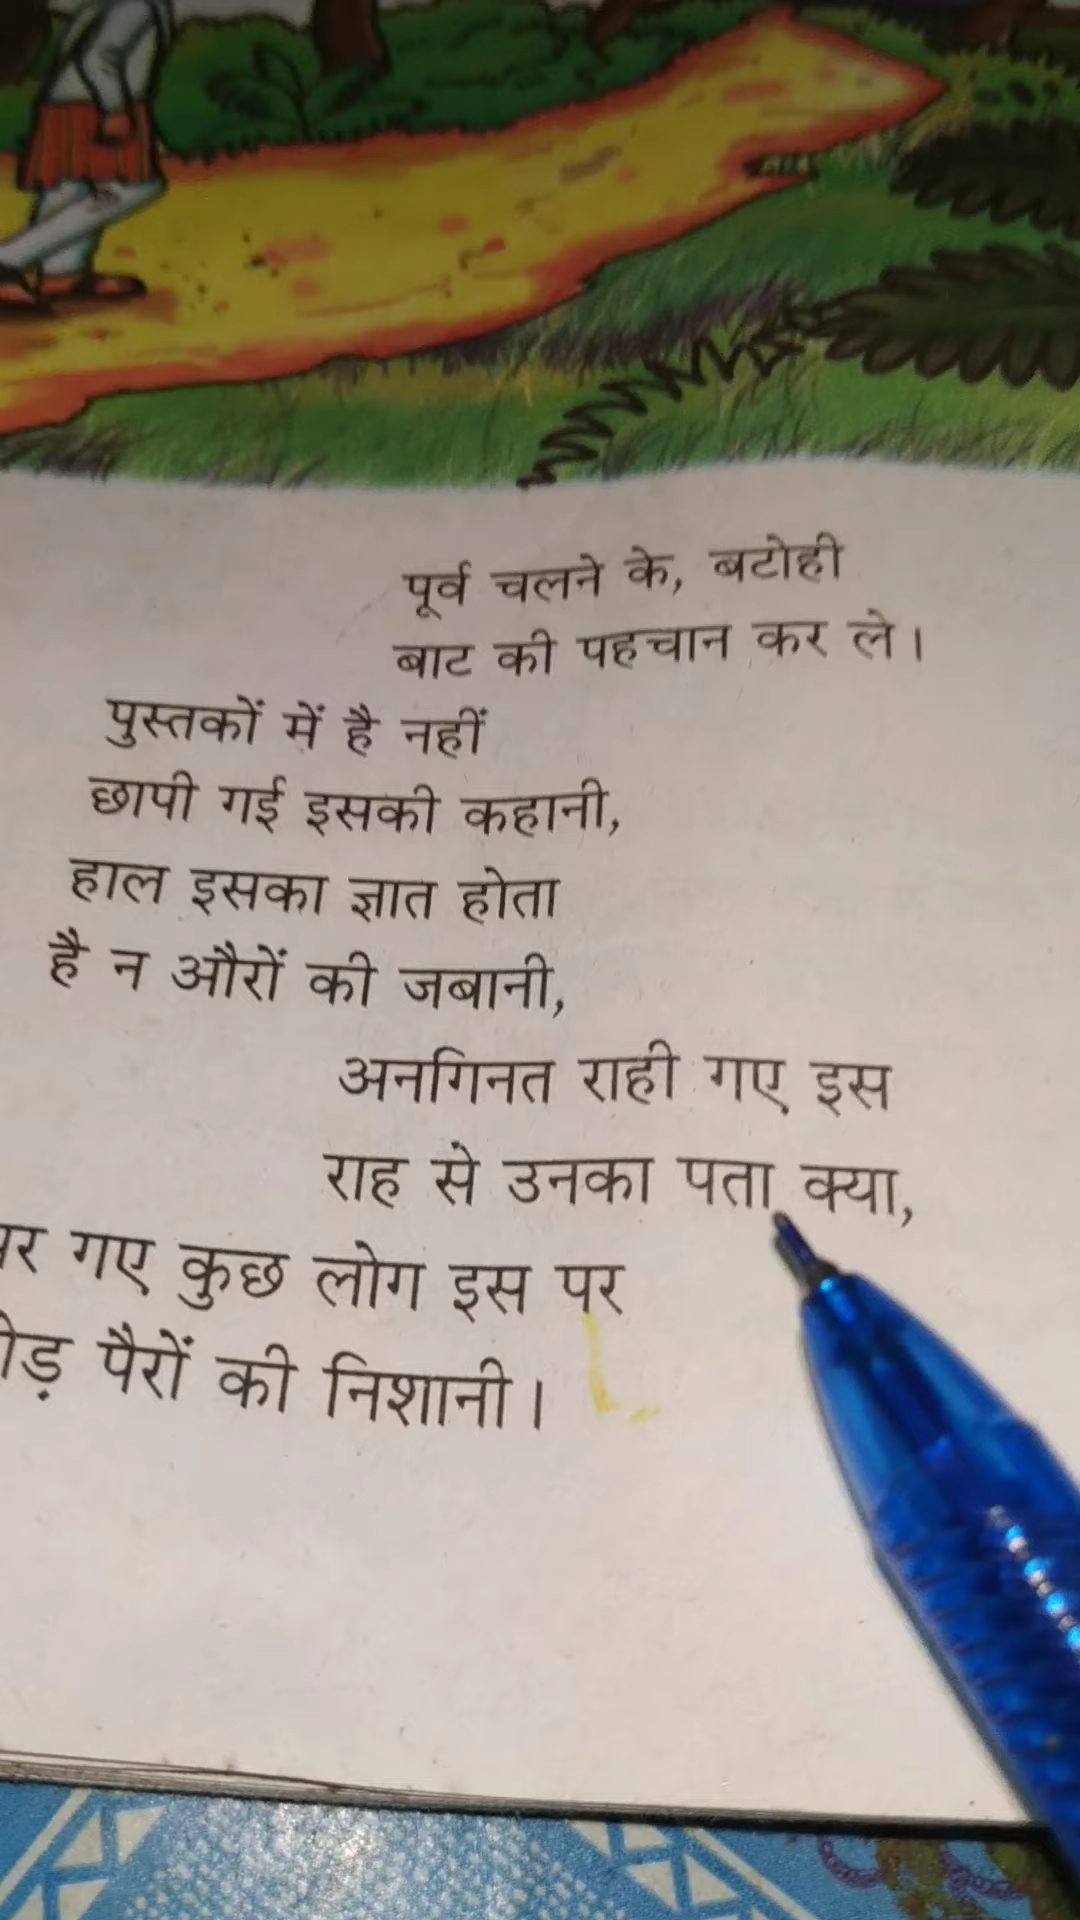 पूर्व चलने के, बटोही
बाट की पहचान कर ले।
पुस्तकों में है नहीं
छापी गई इसकी कहानी,
हाल इसका ज्ञात होता
है न औरों की जबानी,
अनगिनत राही गए इस
राह से उनका पता क्या,
गए कुछ लोग इस पर
पैरों की निशानी।